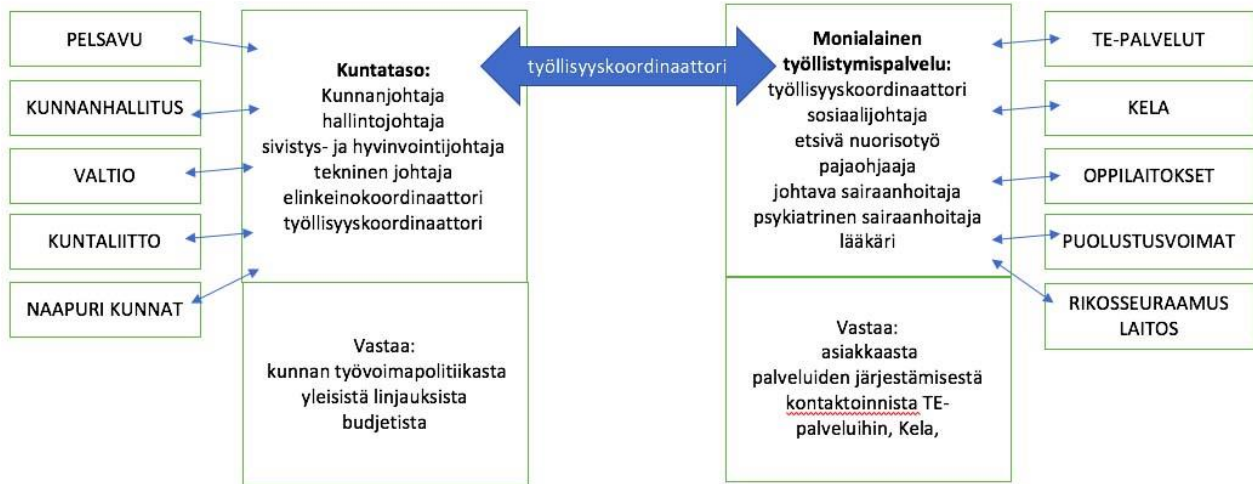 PELSAVU
KUNNANHALLITUS
VALTIO
KUNTALIITTO
NAAPURI KUNNAT
Kuntataso:
Kunnanjohtaja
hallintojohtaja
sivistys- ja hyvinvointijohtaja
tekninen johtaja
elinkeinokoordinaattori
työllisyyskoordinaattori
Vastaa:
kunnan työvoimapolitiikasta
yleisistä linjauksista
budjetista
työllisyyskoordinaattori
Monialainen
työllistymispalvelu:
työllisyyskoordinaattori
sosiaalijohtaja
etsivä nuorisotyö
pajaohjaaja
johtava sairaanhoitaja
psykiatrinen sairaanhoitaja
lääkäri
Vastaa:
asiakkaasta
palveluiden järjestämisestä
kontaktoinnista TE-
palveluihin, Kela,
TE-PALVELUT
KELA
OPPILAITOKSET
PUOLUSTUSVOIMAT
RIKOSSEURAAMUS
LAITOS